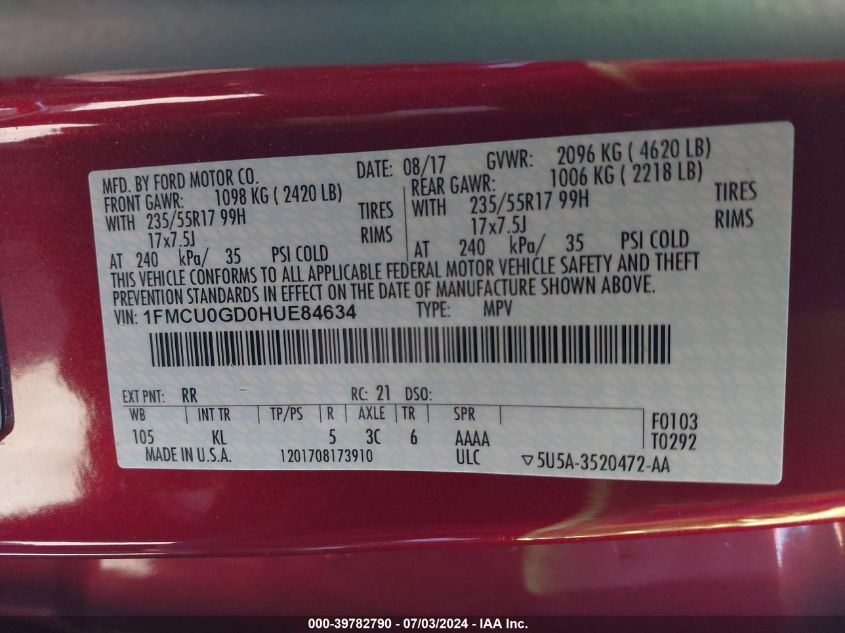 MFD. BY FORD MOTOR CO. DATE: 08/17 GVWR: 2096 KG ( 4620 LB)
FRONT GAWR: 1098 KG ( 2420 LB) REAR GAWR: 1006 KG ( 2218 LB)
WITH 235/55R17 99H TIRES WITH 235/55R17 99H TIRES
17x7.5J RIMS 17x7.5J RIMS
AT 240 kPa/ 35 PSI COLD AT 240 kPa/ 35 PSI COLD
THIS VEHICLE CONFORMS TO ALL APPLICABLE FEDERAL MOTOR VEHICLE SAFETY AND THEFT
PREVENTION STANDARDS IN EFFECT ON THE DATE OF MANUFACTURE SHOWN ABOVE.
VIN: 1FMCU0GD0HUE84634 TYPE: MPV
EXT PNT: RR RC: 21 DSO:
WB INT TR TP/PS R AXLE TR SPR F0103
105 KL 5 3C 6 AAAA T0292
MADE IN U.S.A. 1201708173910 ULC ▽5U5A-3520472-AA
000-39782790 - 07/03/2024 - IAA, Inc.